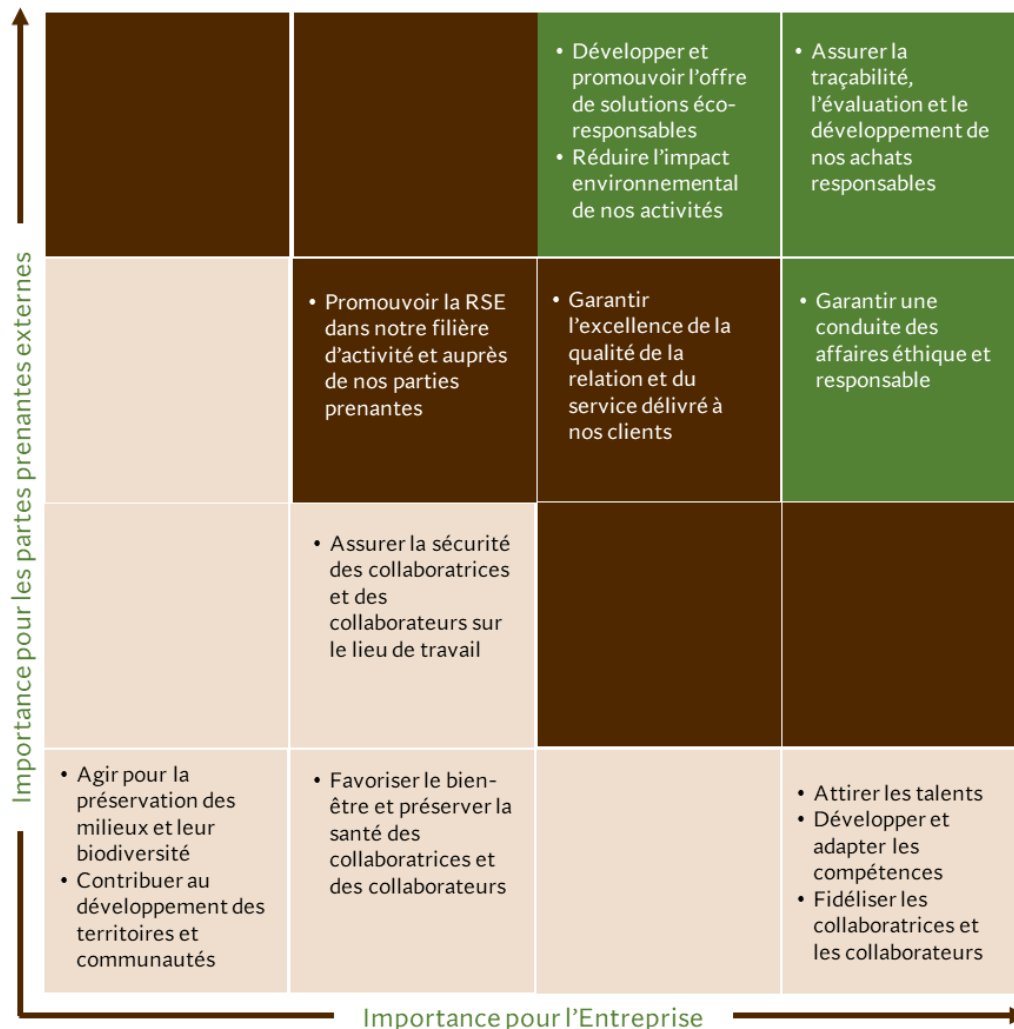 • Développer et
promouvoir l'offre
de solutions éco-
responsables
• Réduire l'impact
environnemental
de nos activités
• Assurer la
traçabilité,
l'évaluation et le
développement de
nos achats
responsables
• Promouvoir la RSE
dans notre filière
d'activité et auprès
de nos parties
prenantes
• Garantir
l'excellence de la
qualité de la
relation et du
service délivré à
nos clients
• Garantir une
conduite des
affaires éthique et
responsable
• Assurer la sécurité
des collaboratrices
et des
collaborateurs sur
le lieu de travail
• Agir pour la
préservation des
milieux et leur
biodiversité
• Contribuer au
développement des
territoires et
communautés
• Favoriser le bien-
être et préserver la
santé des
collaboratrices et
des collaborateurs
• Attirer les talents
• Développer et
adapter les
compétences
• Fidéliser les
collaboratrices et
les collaborateurs
Importance pour les partes prenantes externes
Importance pour l'Entreprise